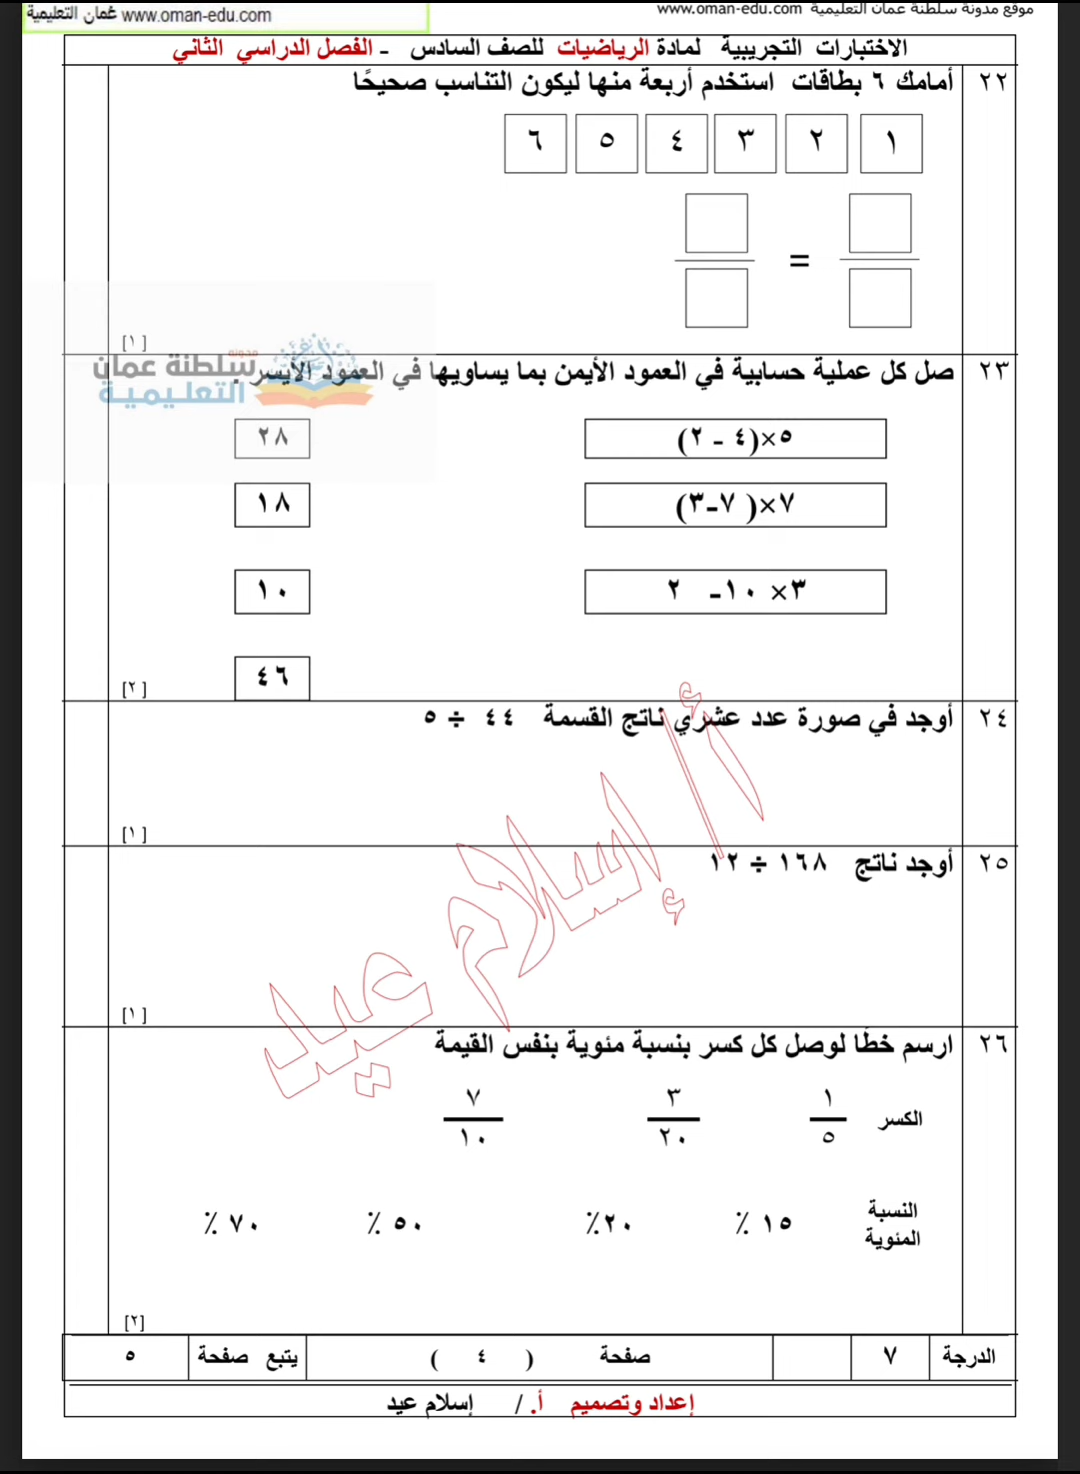 موقع مدونة سلطنة عمان التعليمية www.oman-edu.com
www.oman-edu.com عُمان التعليمية
الاختبارات التجريبية لمادة الرياضيات للصف السادس - الفصل الدراسي الثاني
٢٢ أمامك ٦ بطاقات استخدم أربعة منها ليكون التناسب صحيحًا
١ ٢ ٣ ٤ ٥ ٦
=
[١]
مدونة
سلطنة عمان
التعليمية
٢٣ صل كل عملية حسابية في العمود الأيمن بما يساويها في العمود الأيسر .
٥×(٤ - ٢) ٢٨
٧×( ٧-٣) ١٨
٣× ١٠- ٢ ١٠
٤٦
[٢]
٢٤ أوجد في صورة عدد عشري ناتج القسمة ٤٤ ÷ ٥
[١]
٢٥ أوجد ناتج ١٦٨ ÷ ١٢
[١]
أ/ إسلام عيد
٢٦ ارسم خطًا لوصل كل كسر بنسبة مئوية بنفس القيمة
الكسر ١/٥ ٣/٢٠ ٧/١٠
النسبة المئوية ١٥ ٪ ٢٠٪ ٥٠ ٪ ٧٠ ٪
[٢]
الدرجة ٧ صفحة ( ٤ ) يتبع صفحة ٥
إعداد وتصميم أ. / إسلام عيد